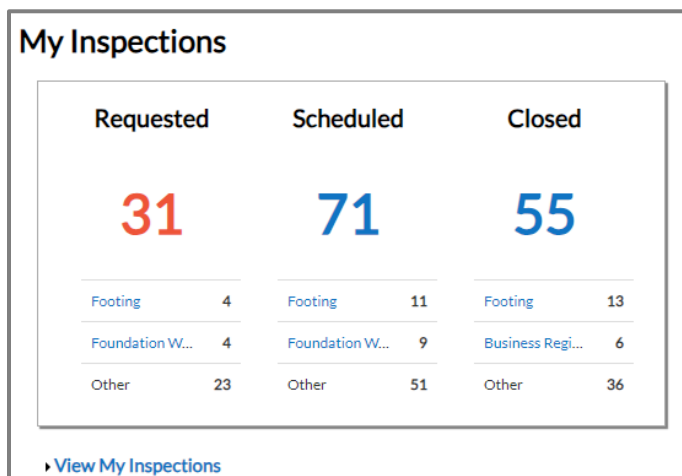 My Inspections
Requested Scheduled Closed
31 71 55
Footing 4 Footing 11 Footing 13
Foundation W... 4 Foundation W... 9 Business Regi... 6
Other 23 Other 51 Other 36
View My Inspections